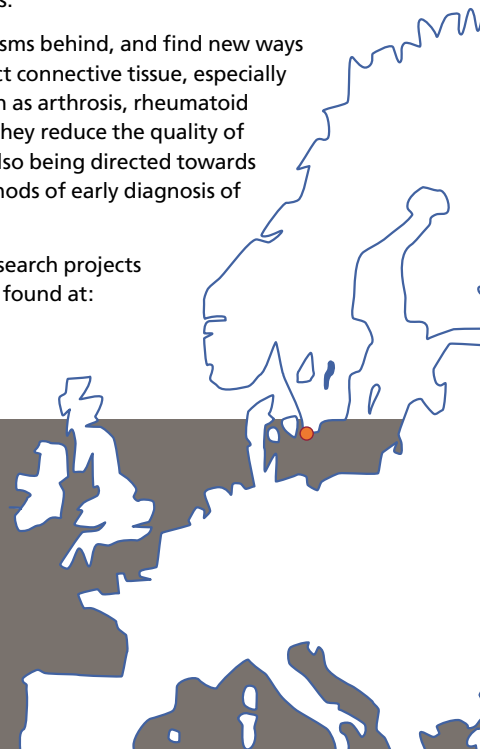 s.
sms behind, and find new ways
ct connective tissue, especially
h as arthrosis, rheumatoid
hey reduce the quality of
lso being directed towards
hods of early diagnosis of
search projects
found at: